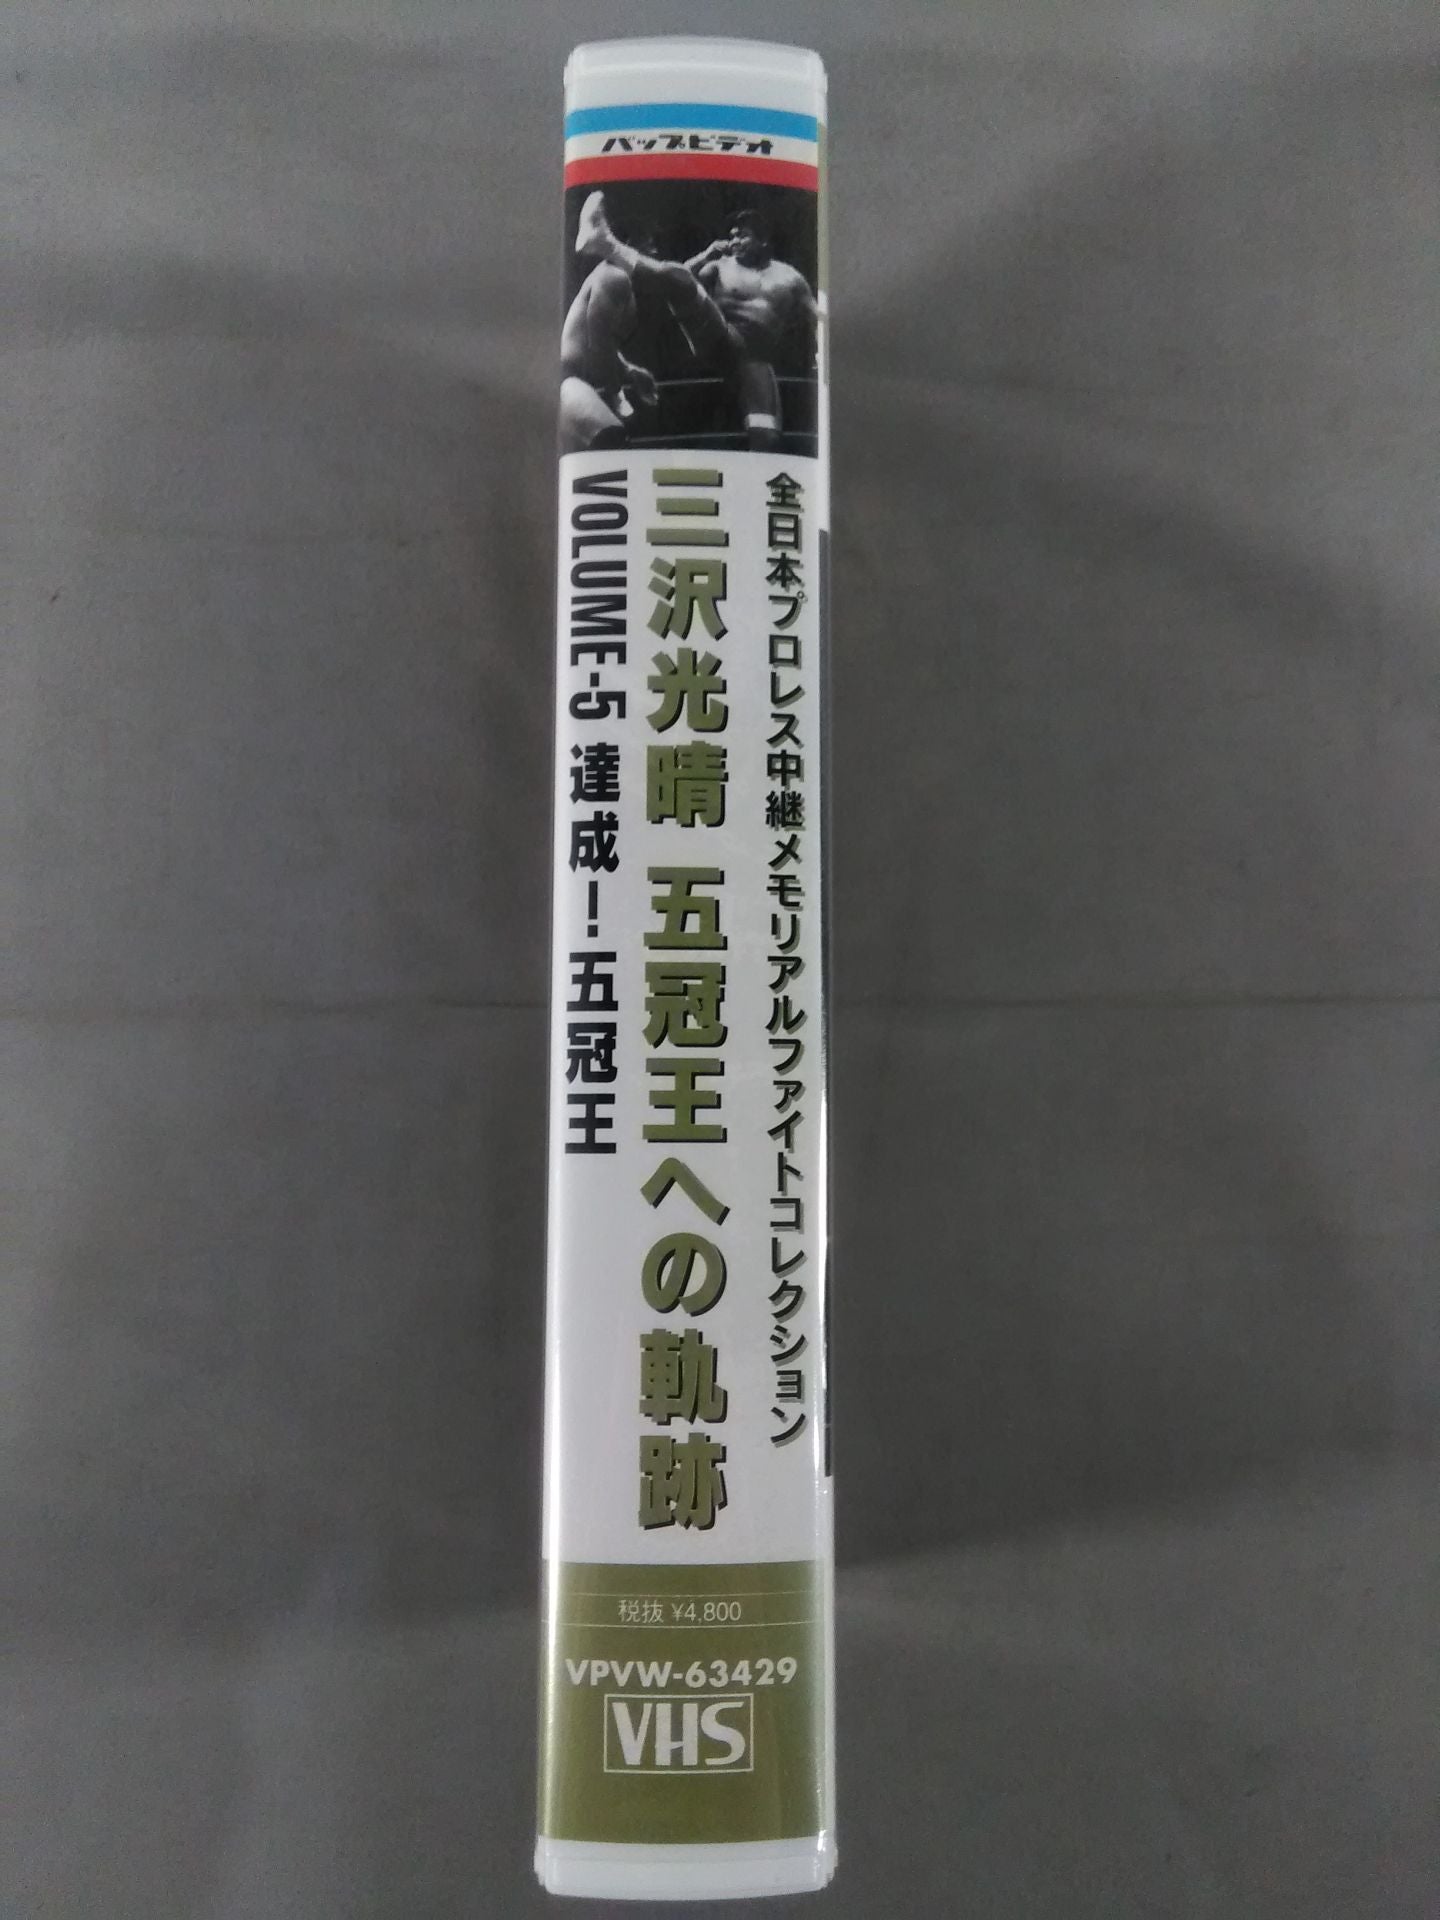 バップビデオ
全日本プロレス中継メモリアルファイトコレクション
三沢光晴 五冠王への軌跡
VOLUME-5 達成!五冠王
税抜 ¥4,800
VPVW-63429
VHS